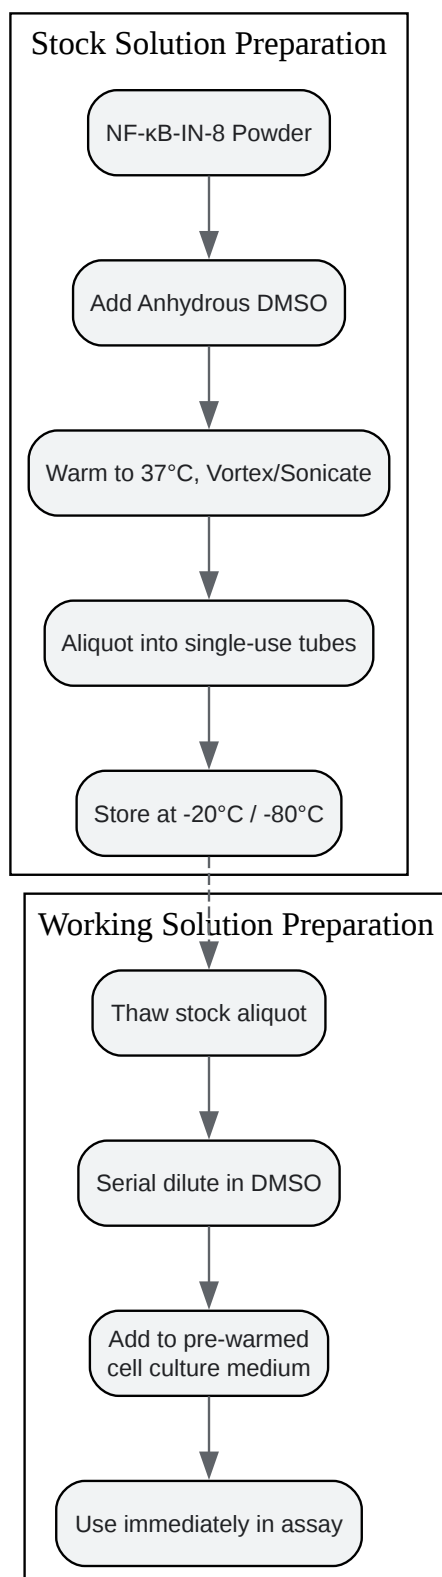 Stock Solution Preparation
NF-κB-IN-8 Powder
Add Anhydrous DMSO
Warm to 37°C, Vortex/Sonicate
Aliquot into single-use tubes
Store at -20°C / -80°C
Working Solution Preparation
Thaw stock aliquot
Serial dilute in DMSO
Add to pre-warmed
cell culture medium
Use immediately in assay